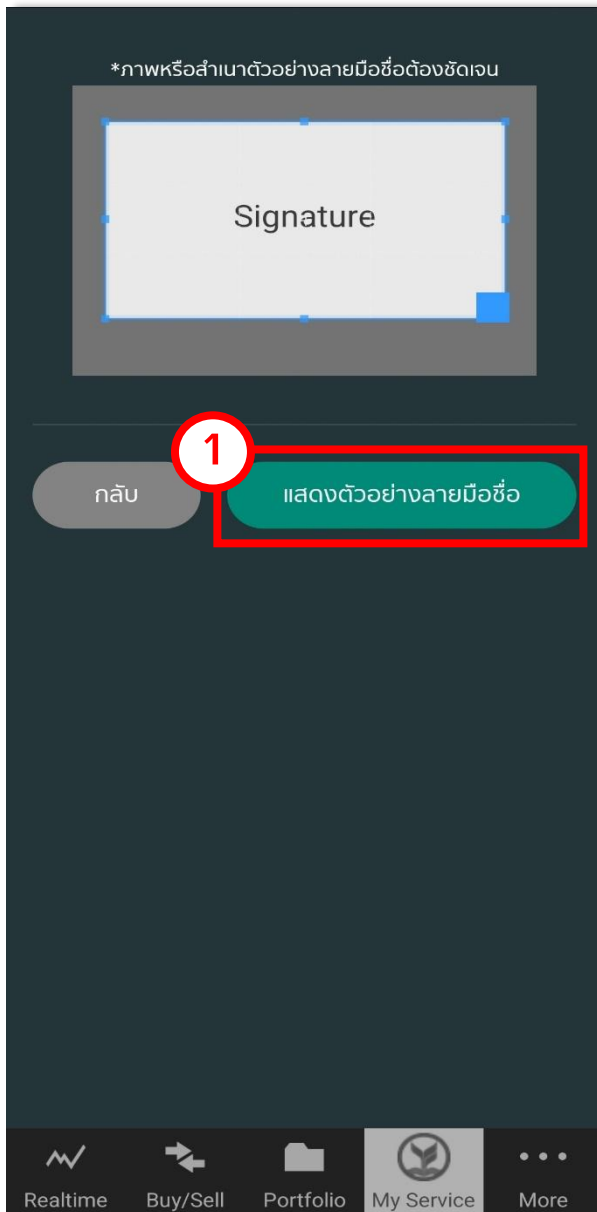 *ภาพหรือสำเนาตัวอย่างลายมือชื่อต้องชัดเจน
Signature
1
กลับ
แสดงตัวอย่างลายมือชื่อ
Realtime
Buy/Sell
Portfolio
My Service
More